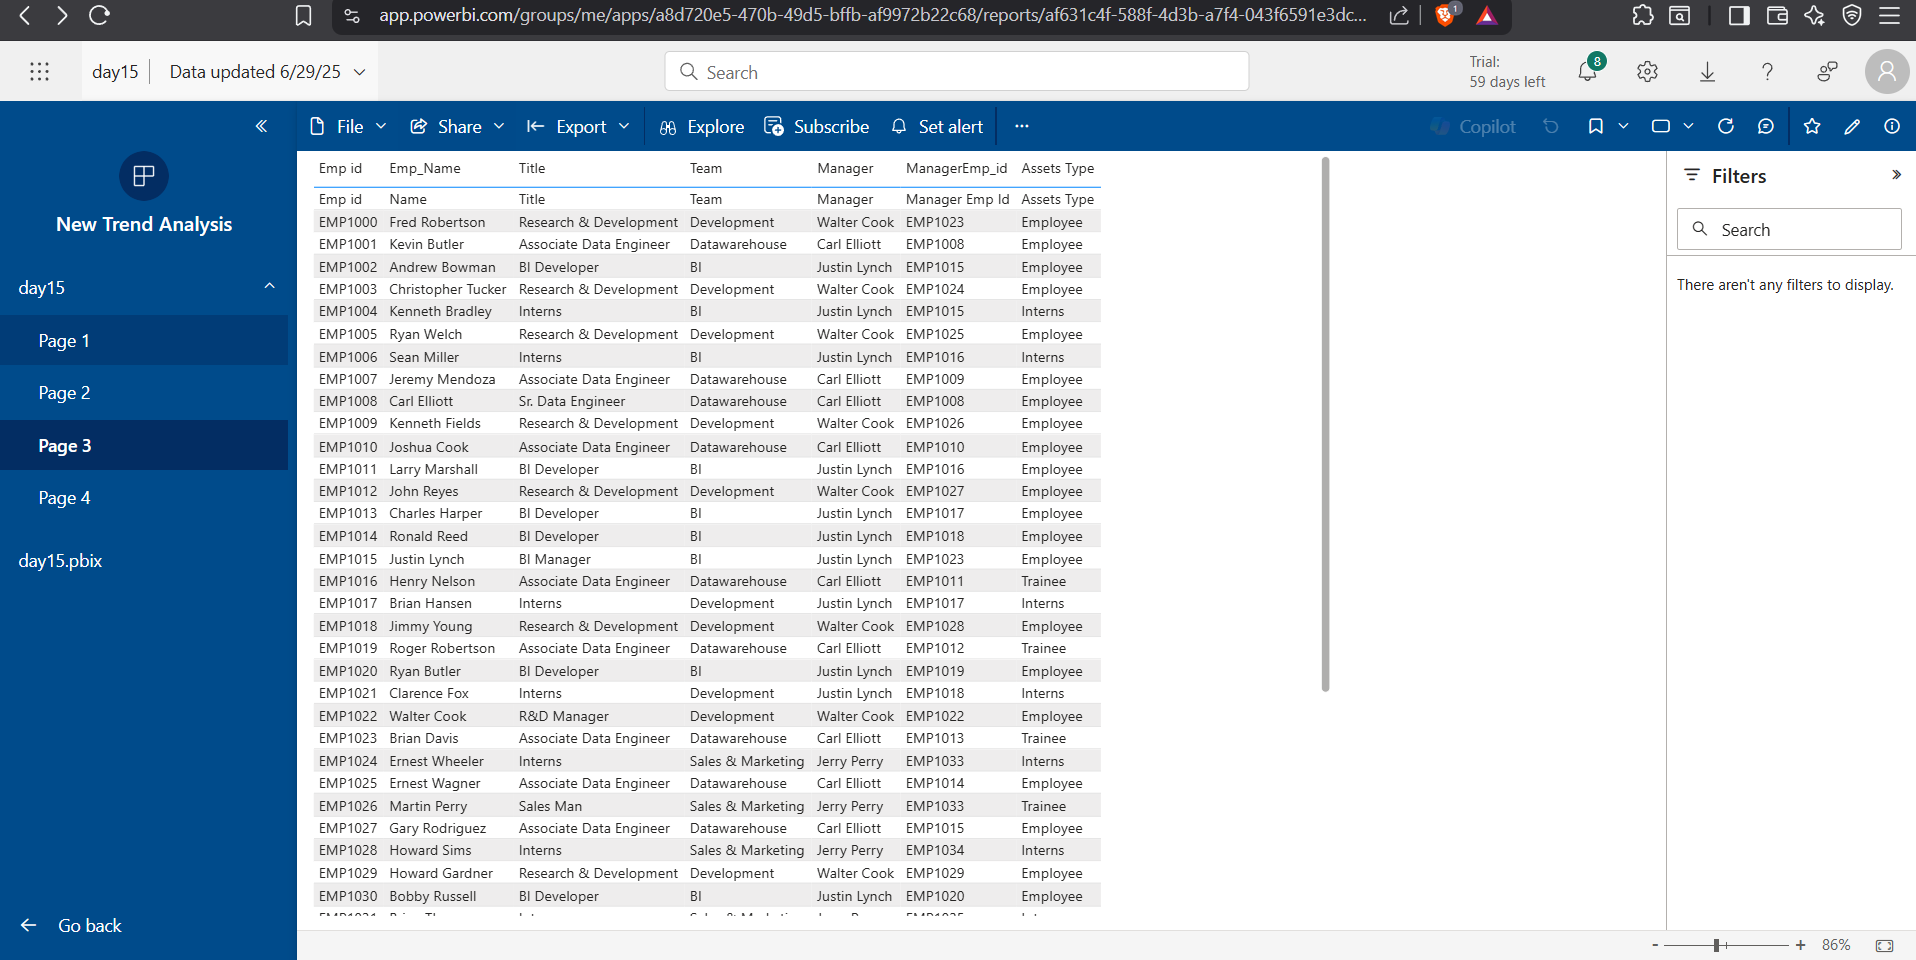 app.powerbi.com/groups/me/apps/a8d720e5-470b-49d5-bffb-af9972b22c68/reports/af631c4f-588f-4d3b-a7f4-043f6591e3dc...
1
day15 Data updated 6/29/25
Search
Trial:
59 days left
8
File Share Export Explore Subscribe Set alert ... Copilot
New Trend Analysis
day15
Page 1
Page 2
Page 3
Page 4
day15.pbix
Go back
Emp id Emp_Name Title Team Manager ManagerEmp_id Assets Type
Emp id Name Title Team Manager Manager Emp Id Assets Type
EMP1000 Fred Robertson Research & Development Development Walter Cook EMP1023 Employee
EMP1001 Kevin Butler Associate Data Engineer Datawarehouse Carl Elliott EMP1008 Employee
EMP1002 Andrew Bowman BI Developer BI Justin Lynch EMP1015 Employee
EMP1003 Christopher Tucker Research & Development Development Walter Cook EMP1024 Employee
EMP1004 Kenneth Bradley Interns BI Justin Lynch EMP1015 Interns
EMP1005 Ryan Welch Research & Development Development Walter Cook EMP1025 Employee
EMP1006 Sean Miller Interns BI Justin Lynch EMP1016 Interns
EMP1007 Jeremy Mendoza Associate Data Engineer Datawarehouse Carl Elliott EMP1009 Employee
EMP1008 Carl Elliott Sr. Data Engineer Datawarehouse Carl Elliott EMP1008 Employee
EMP1009 Kenneth Fields Research & Development Development Walter Cook EMP1026 Employee
EMP1010 Joshua Cook Associate Data Engineer Datawarehouse Carl Elliott EMP1010 Employee
EMP1011 Larry Marshall BI Developer BI Justin Lynch EMP1016 Employee
EMP1012 John Reyes Research & Development Development Walter Cook EMP1027 Employee
EMP1013 Charles Harper BI Developer BI Justin Lynch EMP1017 Employee
EMP1014 Ronald Reed BI Developer BI Justin Lynch EMP1018 Employee
EMP1015 Justin Lynch BI Manager BI Justin Lynch EMP1023 Employee
EMP1016 Henry Nelson Associate Data Engineer Datawarehouse Carl Elliott EMP1011 Trainee
EMP1017 Brian Hansen Interns Development Justin Lynch EMP1017 Interns
EMP1018 Jimmy Young Research & Development Development Walter Cook EMP1028 Employee
EMP1019 Roger Robertson Associate Data Engineer Datawarehouse Carl Elliott EMP1012 Trainee
EMP1020 Ryan Butler BI Developer BI Justin Lynch EMP1019 Employee
EMP1021 Clarence Fox Interns Development Justin Lynch EMP1018 Interns
EMP1022 Walter Cook R&D Manager Development Walter Cook EMP1022 Employee
EMP1023 Brian Davis Associate Data Engineer Datawarehouse Carl Elliott EMP1013 Trainee
EMP1024 Ernest Wheeler Interns Sales & Marketing Jerry Perry EMP1033 Interns
EMP1025 Ernest Wagner Associate Data Engineer Datawarehouse Carl Elliott EMP1014 Employee
EMP1026 Martin Perry Sales Man Sales & Marketing Jerry Perry EMP1033 Trainee
EMP1027 Gary Rodriguez Associate Data Engineer Datawarehouse Carl Elliott EMP1015 Employee
EMP1028 Howard Sims Interns Sales & Marketing Jerry Perry EMP1034 Interns
EMP1029 Howard Gardner Research & Development Development Walter Cook EMP1029 Employee
EMP1030 Bobby Russell BI Developer BI Justin Lynch EMP1020 Employee
Filters
Search
There aren't any filters to display.
- + 86%